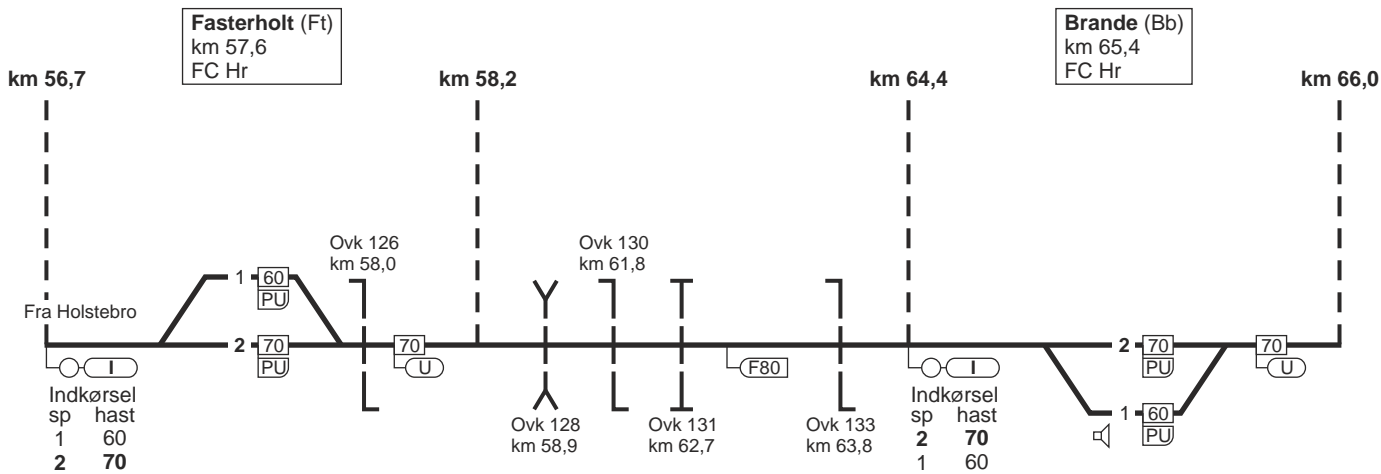 Fasterholt (Ft)
km 57,6
FC Hr
Brande (Bb)
km 65,4
FC Hr
km 56,7
km 58,2
km 64,4
km 66,0
Ovk 126
km 58,0
Ovk 130
km 61,8
1 60
PU
Fra Holstebro
2 70
PU
70
U
I
Indkørsel
sp hast
1 60
2 70
Ovk 128
km 58,9
Ovk 131
km 62,7
F80
Ovk 133
km 63,8
I
Indkørsel
sp hast
2 70
1 60
2 70
PU
70
U
1 60
PU